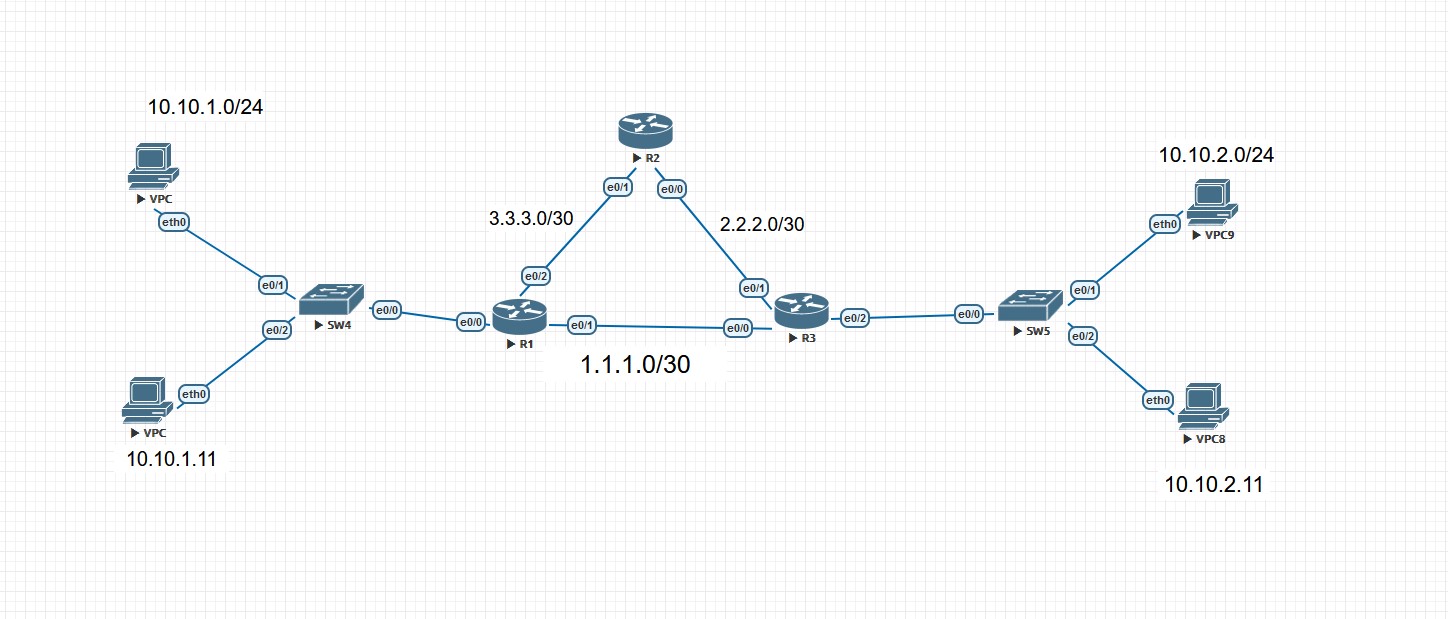 10.10.1.0/24
VPC
eth0
e0/1
SW4
e0/0
e0/2
eth0
VPC
10.10.1.11
R2
e0/1
e0/0
3.3.3.0/30
2.2.2.0/30
e0/2
e0/1
e0/0
R1
e0/1
e0/0
R3
e0/2
1.1.1.0/30
10.10.2.0/24
eth0
VPC9
e0/1
e0/0
SW5
e0/2
eth0
VPC8
10.10.2.11